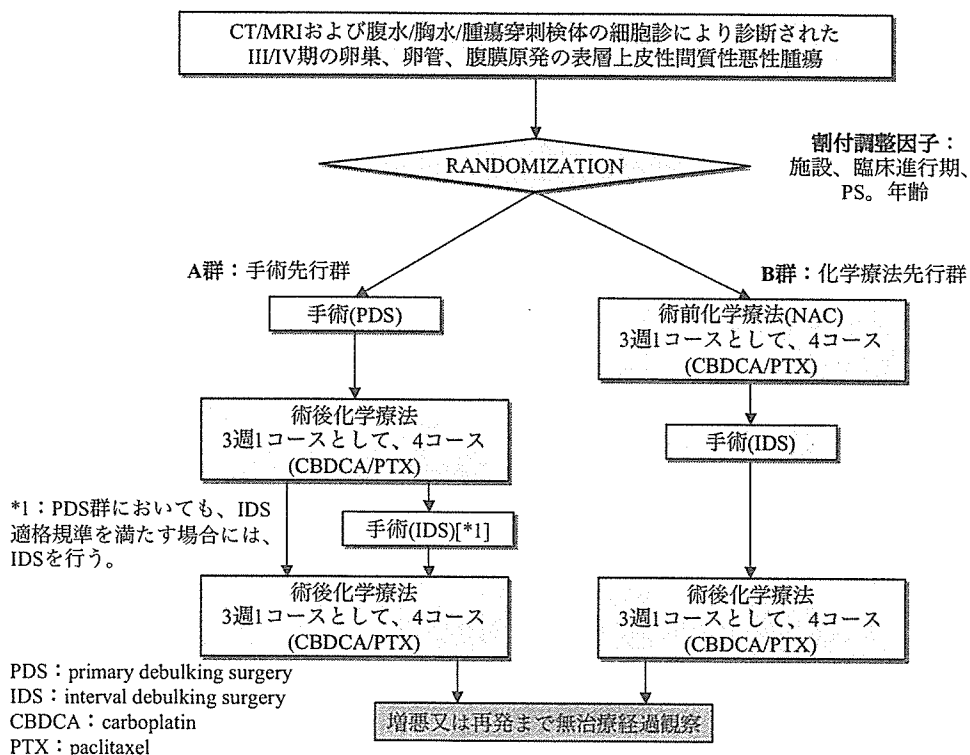 CT/MRIおよび腹水/胸水/腫瘍穿刺検体の細胞診により診断された
III/IV期の卵巣、卵管、腹膜原発の表層上皮性間質性悪性腫瘍
RANDOMIZATION
割付調整因子：
施設、臨床進行期、
PS。年齢
A群：手術先行群
手術(PDS)
術後化学療法
3週1コースとして、4コース
(CBDCA/PTX)
*1：PDS群においても、IDS
適格規準を満たす場合には、
IDSを行う。
手術(IDS)[*1]
術後化学療法
3週1コースとして、4コース
(CBDCA/PTX)
B群：化学療法先行群
術前化学療法(NAC)
3週1コースとして、4コース
(CBDCA/PTX)
手術(IDS)
術後化学療法
3週1コースとして、4コース
(CBDCA/PTX)
増悪又は再発まで無治療経過観察
PDS：primary debulking surgery
IDS：interval debulking surgery
CBDCA：carboplatin
PTX：paclitaxel